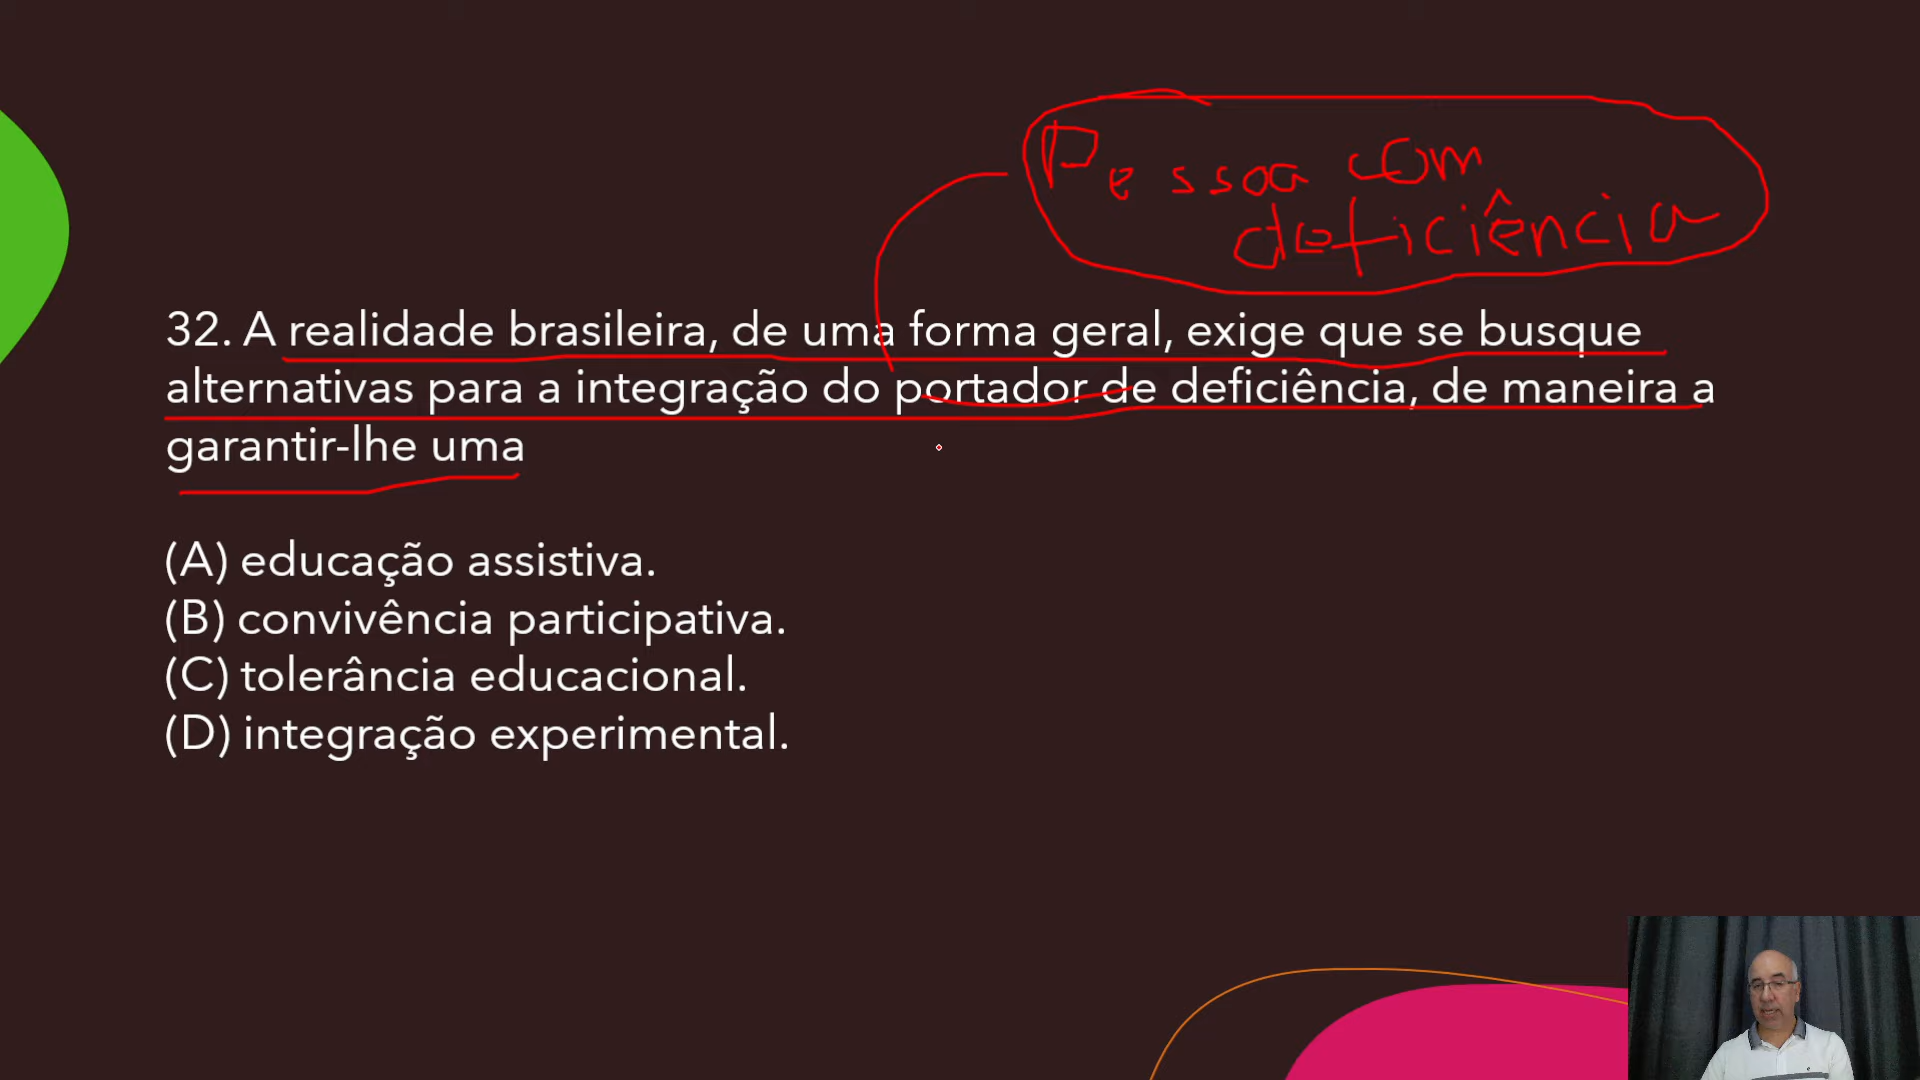 Pessoa com
deficiência
32. A realidade brasileira, de uma forma geral, exige que se busque
alternativas para a integração do portador de deficiência, de maneira a
garantir-lhe uma
(A) educação assistiva.
(B) convivência participativa.
(C) tolerância educacional.
(D) integração experimental.